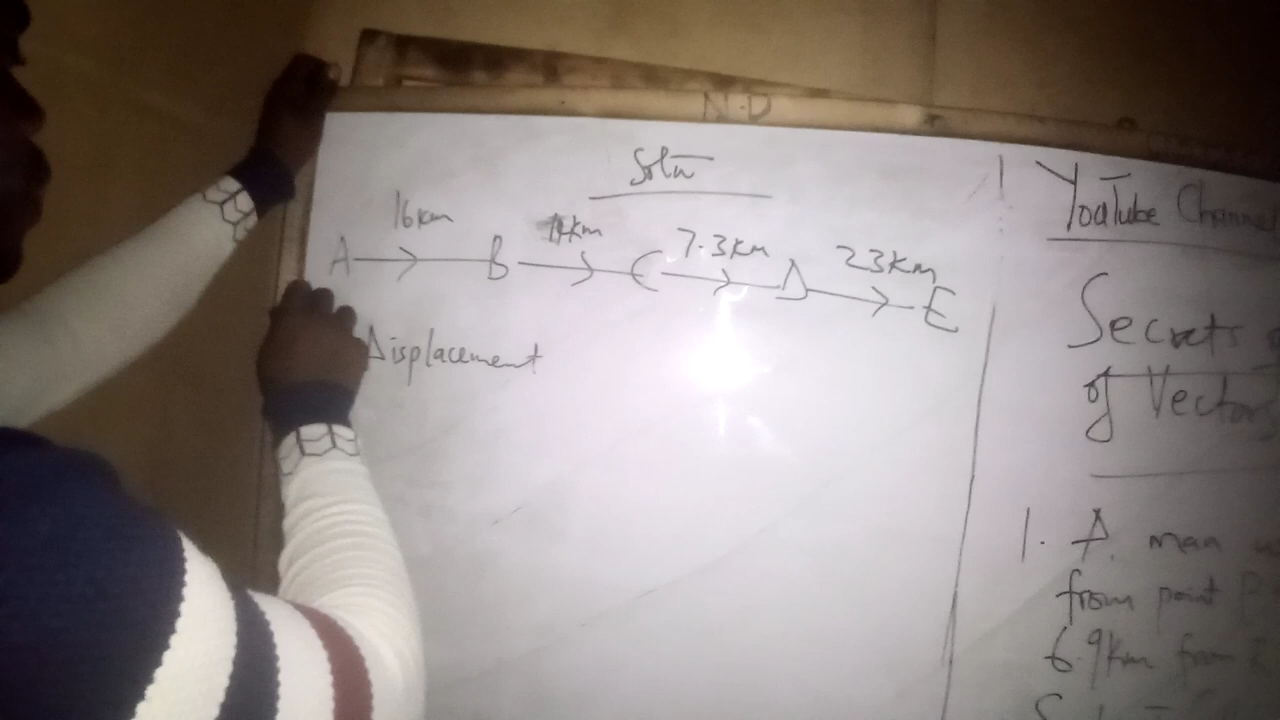 N.D
Soln
16km
7.3km
23km
A B C D E
Displacement
YouTube Channel
Secrets
of Vectors
1. A man
from point
6.9km from